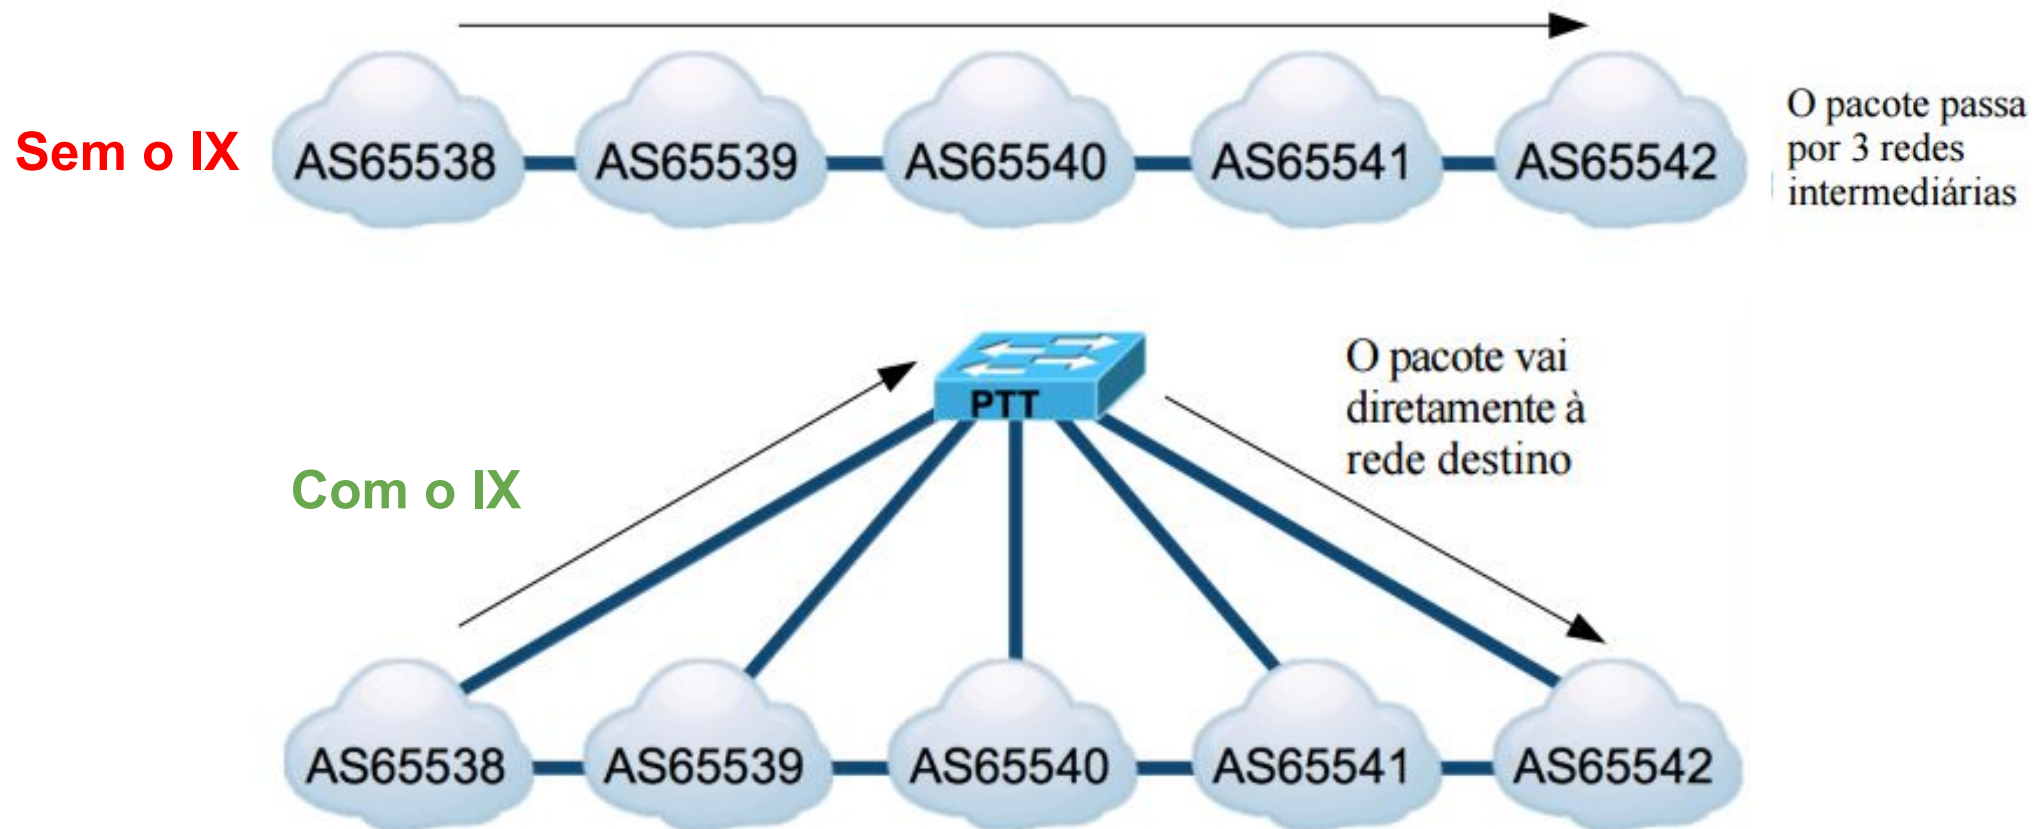 Sem o IX
AS65538
AS65539
AS65540
AS65541
AS65542
O pacote passa
por 3 redes
intermediárias
PTT
O pacote vai
diretamente à
rede destino
Com o IX
AS65538
AS65539
AS65540
AS65541
AS65542